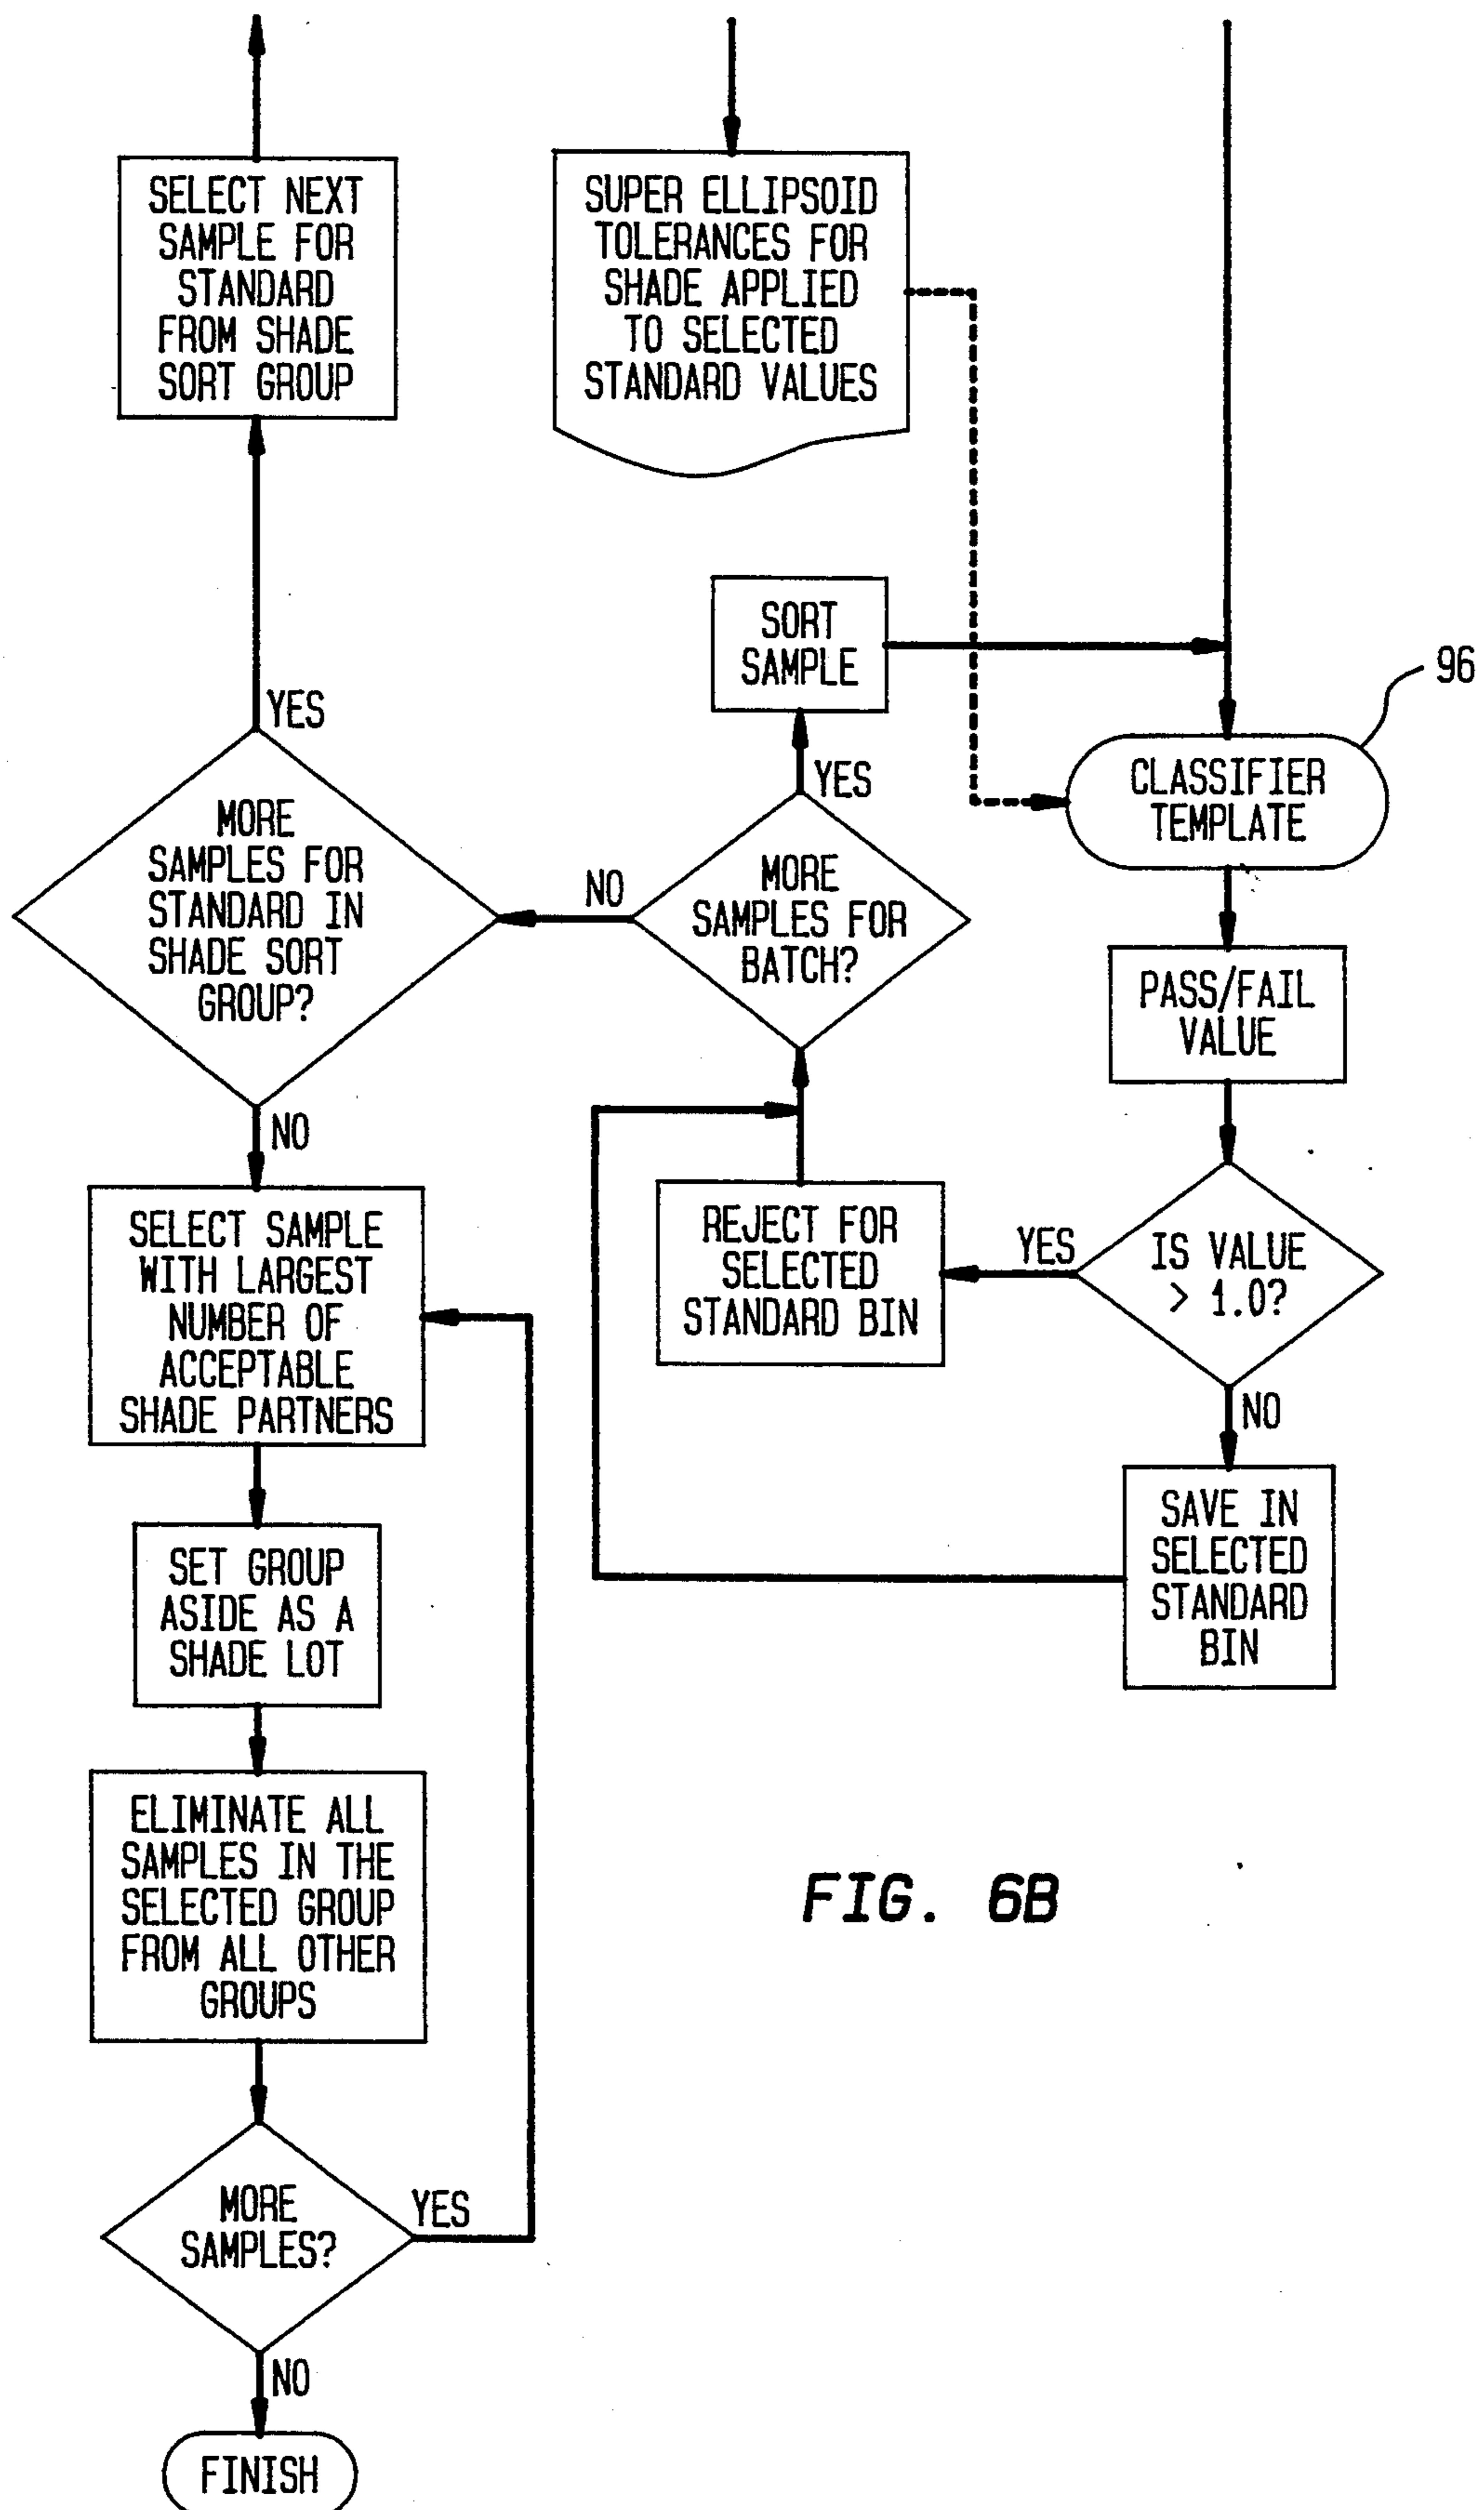 SELECT NEXT
SAMPLE FOR
STANDARD
FROM SHADE
SORT GROUP
SUPER ELLIPSOID
TOLERANCES FOR
SHADE APPLIED
TO SELECTED
STANDARD VALUES
SORT
SAMPLE
96
YES
CLASSIFIER
TEMPLATE
YES
MORE
SAMPLES FOR
STANDARD IN
SHADE SORT
GROUP?
NO
MORE
SAMPLES FOR
BATCH?
PASS/FAIL
VALUE
NO
REJECT FOR
SELECTED
STANDARD BIN
YES
IS VALUE
> 1.0?
NO
SELECT SAMPLE
WITH LARGEST
NUMBER OF
ACCEPTABLE
SHADE PARTNERS
SAVE IN
SELECTED
STANDARD
BIN
SET GROUP
ASIDE AS A
SHADE LOT
ELIMINATE ALL
SAMPLES IN THE
SELECTED GROUP
FROM ALL OTHER
GROUPS
FIG. 6B
MORE
SAMPLES?
YES
NO
FINISH